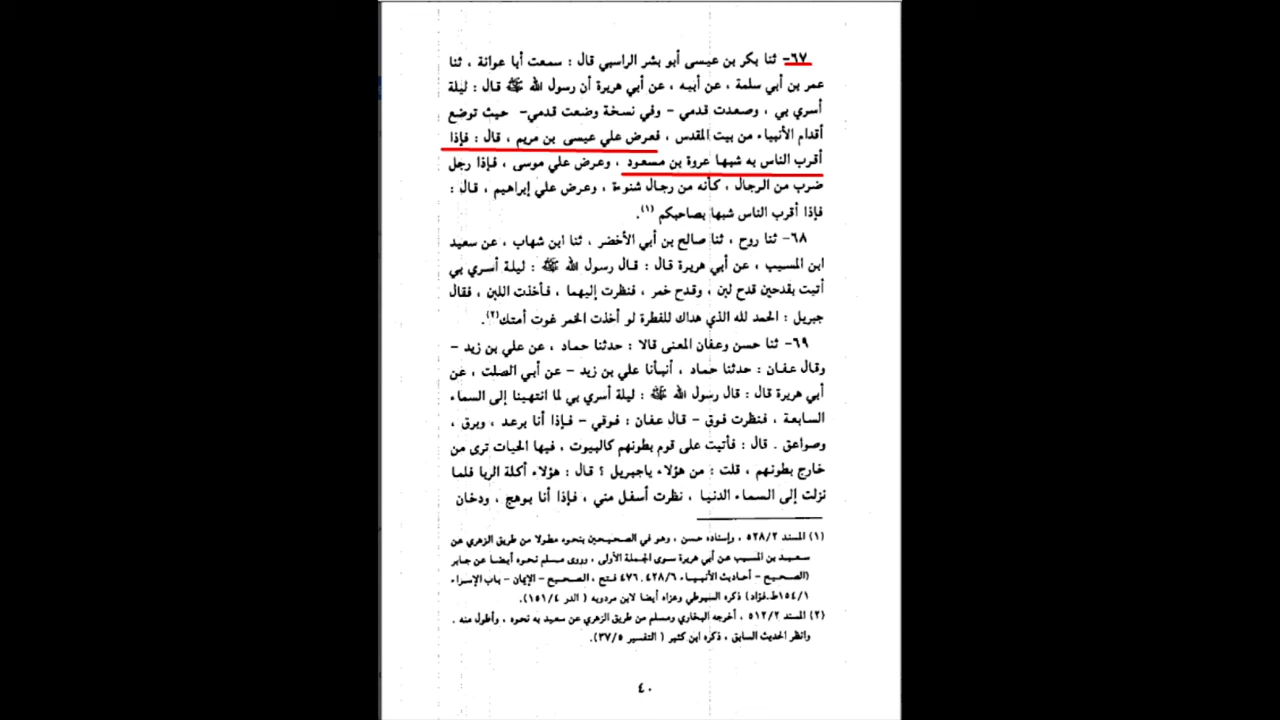 ٦٧- ثنا بكر بن عيسى أبو بشر الراسبي قال : سمعت أبا عوانة ، ثنا
عمر بن أبي سلمة ، عن أبيه ، عن أبي هريرة أن رسول الله ﷺ قال : ليلة
أسري بي ، وصعدت قدمي - وفي نسخة وضعت قدمي- حيث توضع
أقدام الأنبياء من بيت المقدس ، فعرض علي عيسى بن مريم ، قال : فإذا
أقرب الناس به شبها عروة بن مسعود ، وعرض علي موسى ، فإذا رجل
ضرب من الرجال ، كأنه من رجال شنوءة ، وعرض علي إبراهيم ، قال :
فإذا أقرب الناس شبها بصاحبكم (١).
٦٨- ثنا روح ، ثنا صالح بن أبي الأخضر ، ثنا ابن شهاب ، عن سعيد
ابن المسيب ، عن أبي هريرة قال : قال رسول الله ﷺ : ليلة أسري بي
أتيت بقدحين قدح لبن ، وقدح خمر ، فنظرت إليهما ، فأخذت اللبن ، فقال
جبريل : الحمد لله الذي هداك للفطرة لو أخذت الخمر غوت أمتك(٢).
٦٩- ثنا حسن وعفان المعنى قالا : حدثنا حماد ، عن علي بن زيد -
وقال عفان : حدثنا حماد ، أنبأنا علي بن زيد - عن أبي الصلت ، عن
أبي هريرة قال : قال رسول الله ﷺ : ليلة أسري بي لما انتهينا إلى السماء
السابعة ، فنظرت فوق - قال عفان : فوقي - فإذا أنا برعد ، وبرق ،
وصواعق . قال : فأتيت على قوم بطونهم كالبيوت ، فيها الحيات ترى من
خارج بطونهم ، قلت : من هؤلاء ياجبريل ؟ قال : هؤلاء أكلة الربا فلما
نزلت إلى السماء الدنيا ، نظرت أسفل مني ، فإذا أنا بوهج ، ودخان
(١) المسند ٥٢٨/٢ ، وإسناده حسن ، وهو في الصحيحين بنحوه مطولا من طريق الزهري عن
سعيد بن المسيب عن أبي هريرة سوى الجملة الأولى ، وروى مسلم نحوه أيضا عن جابر
(الصحيح - أحاديث الأنبياء ٤٢٨/٦، ٤٧٦ فتح ، الصحيح - الإيمان - باب الإسراء
١٥٤/١ط.فؤاد) ذكره السيوطي وعزاه أيضا لابن مردويه ( الدر ١٥١/٤).
(٢) المسند ٥١٢/٢ ، أخرجه البخاري ومسلم من طريق الزهري عن سعيد به نحوه ، وأطول منه .
وانظر الحديث السابق ، ذكره ابن كثير ( التفسير ٣٧/٥).
٤٠